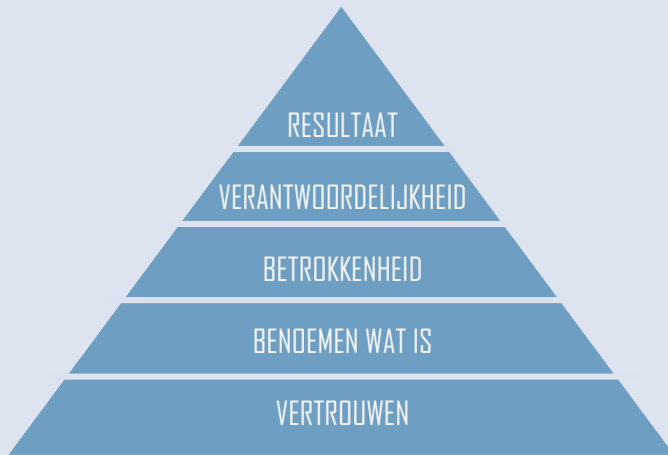 RESULTAAT
VERANTWOORDELIJKHEID
BETROKKENHEID
BENOEMEN WAT IS
VERTROUWEN